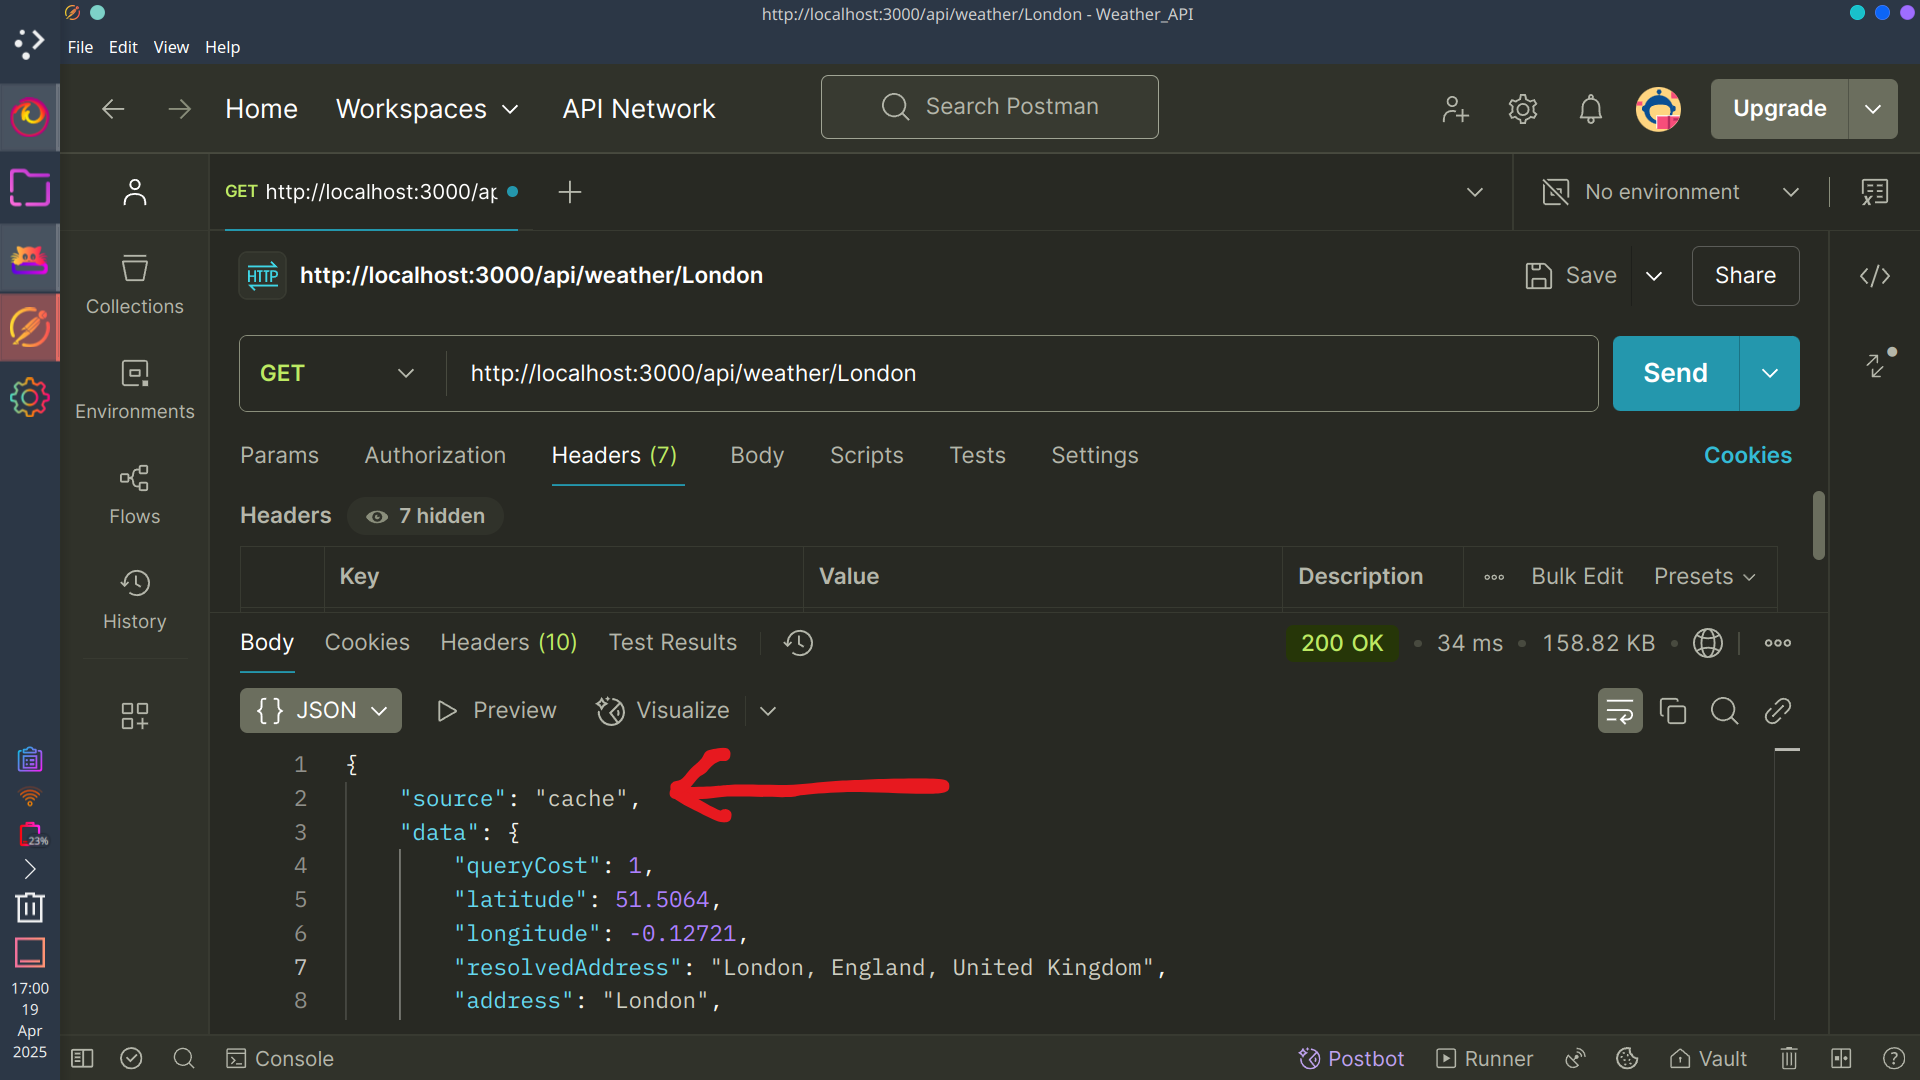 http://localhost:3000/api/weather/London - Weather_API
File Edit View Help
Home Workspaces API Network Search Postman Upgrade
GET http://localhost:3000/ap No environment
HTTP http://localhost:3000/api/weather/London Save Share
Collections
GET http://localhost:3000/api/weather/London Send
Environments
Params Authorization Headers (7) Body Scripts Tests Settings Cookies
Flows
Headers 7 hidden
Key Value Description Bulk Edit Presets
History
Body Cookies Headers (10) Test Results 200 OK 34 ms 158.82 KB
{} JSON Preview Visualize
1 {
2 "source": "cache",
3 "data": {
4 "queryCost": 1,
5 "latitude": 51.5064,
6 "longitude": -0.12721,
7 "resolvedAddress": "London, England, United Kingdom",
8 "address": "London",
23%
17:00
19
Apr
2025
Console Postbot Runner Vault